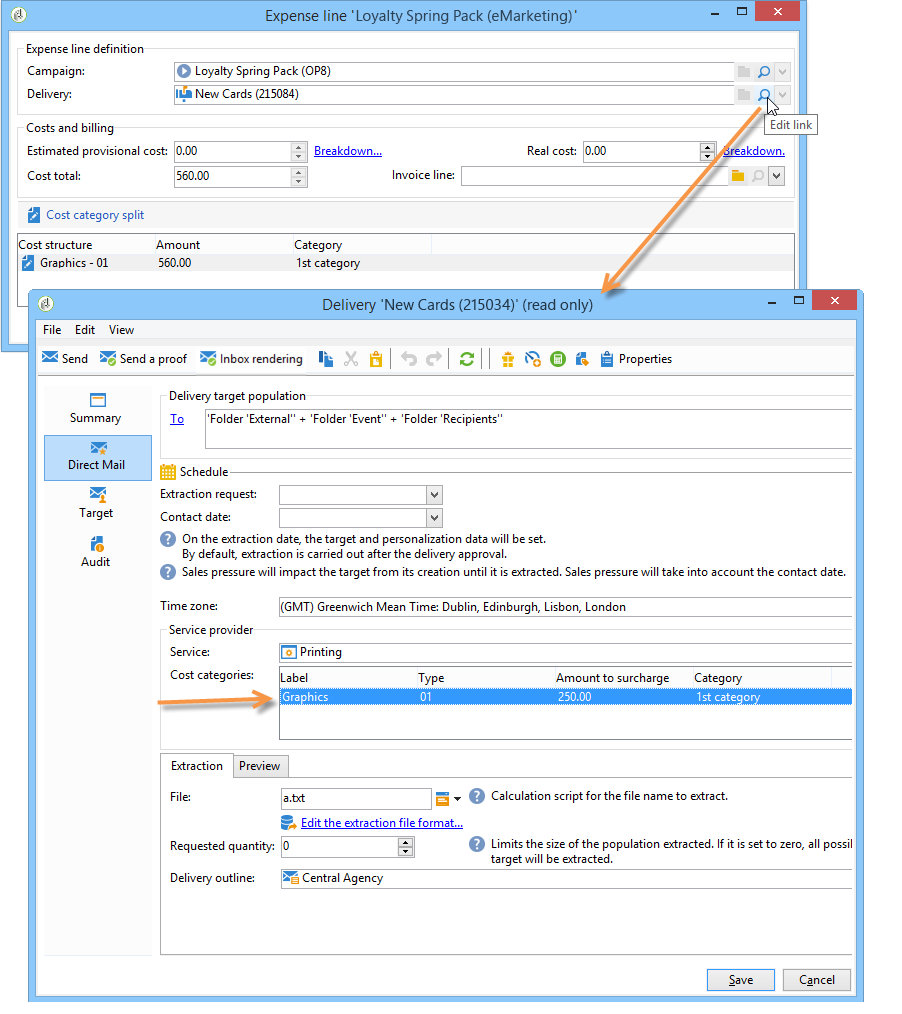 Expense line 'Loyalty Spring Pack (eMarketing)'
Expense line definition
Campaign: Loyalty Spring Pack (OP8)
Delivery: New Cards (215084)
Edit link
Costs and billing
Estimated provisional cost: 0.00 Breakdown... Real cost: 0.00 Breakdown.
Cost total: 560.00 Invoice line:
Cost category split
Cost structure Amount Category
Graphics - 01 560.00 1st category
Delivery 'New Cards (215034)' (read only)
File Edit View
Send Send a proof Inbox rendering Properties
Summary
Direct Mail
Target
Audit
Delivery target population
To 'Folder 'External'' + 'Folder 'Event'' + 'Folder 'Recipients''
Schedule
Extraction request:
Contact date:
On the extraction date, the target and personalization data will be set.
By default, extraction is carried out after the delivery approval.
Sales pressure will impact the target from its creation until it is extracted. Sales pressure will take into account the contact date.
Time zone: (GMT) Greenwich Mean Time: Dublin, Edinburgh, Lisbon, London
Service provider
Service: Printing
Cost categories: Label Type Amount to surcharge Category
Graphics 01 250.00 1st category
Extraction Preview
File: a.txt Calculation script for the file name to extract.
Edit the extraction file format...
Requested quantity: 0 Limits the size of the population extracted. If it is set to zero, all possil
target will be extracted.
Delivery outline: Central Agency
Save Cancel